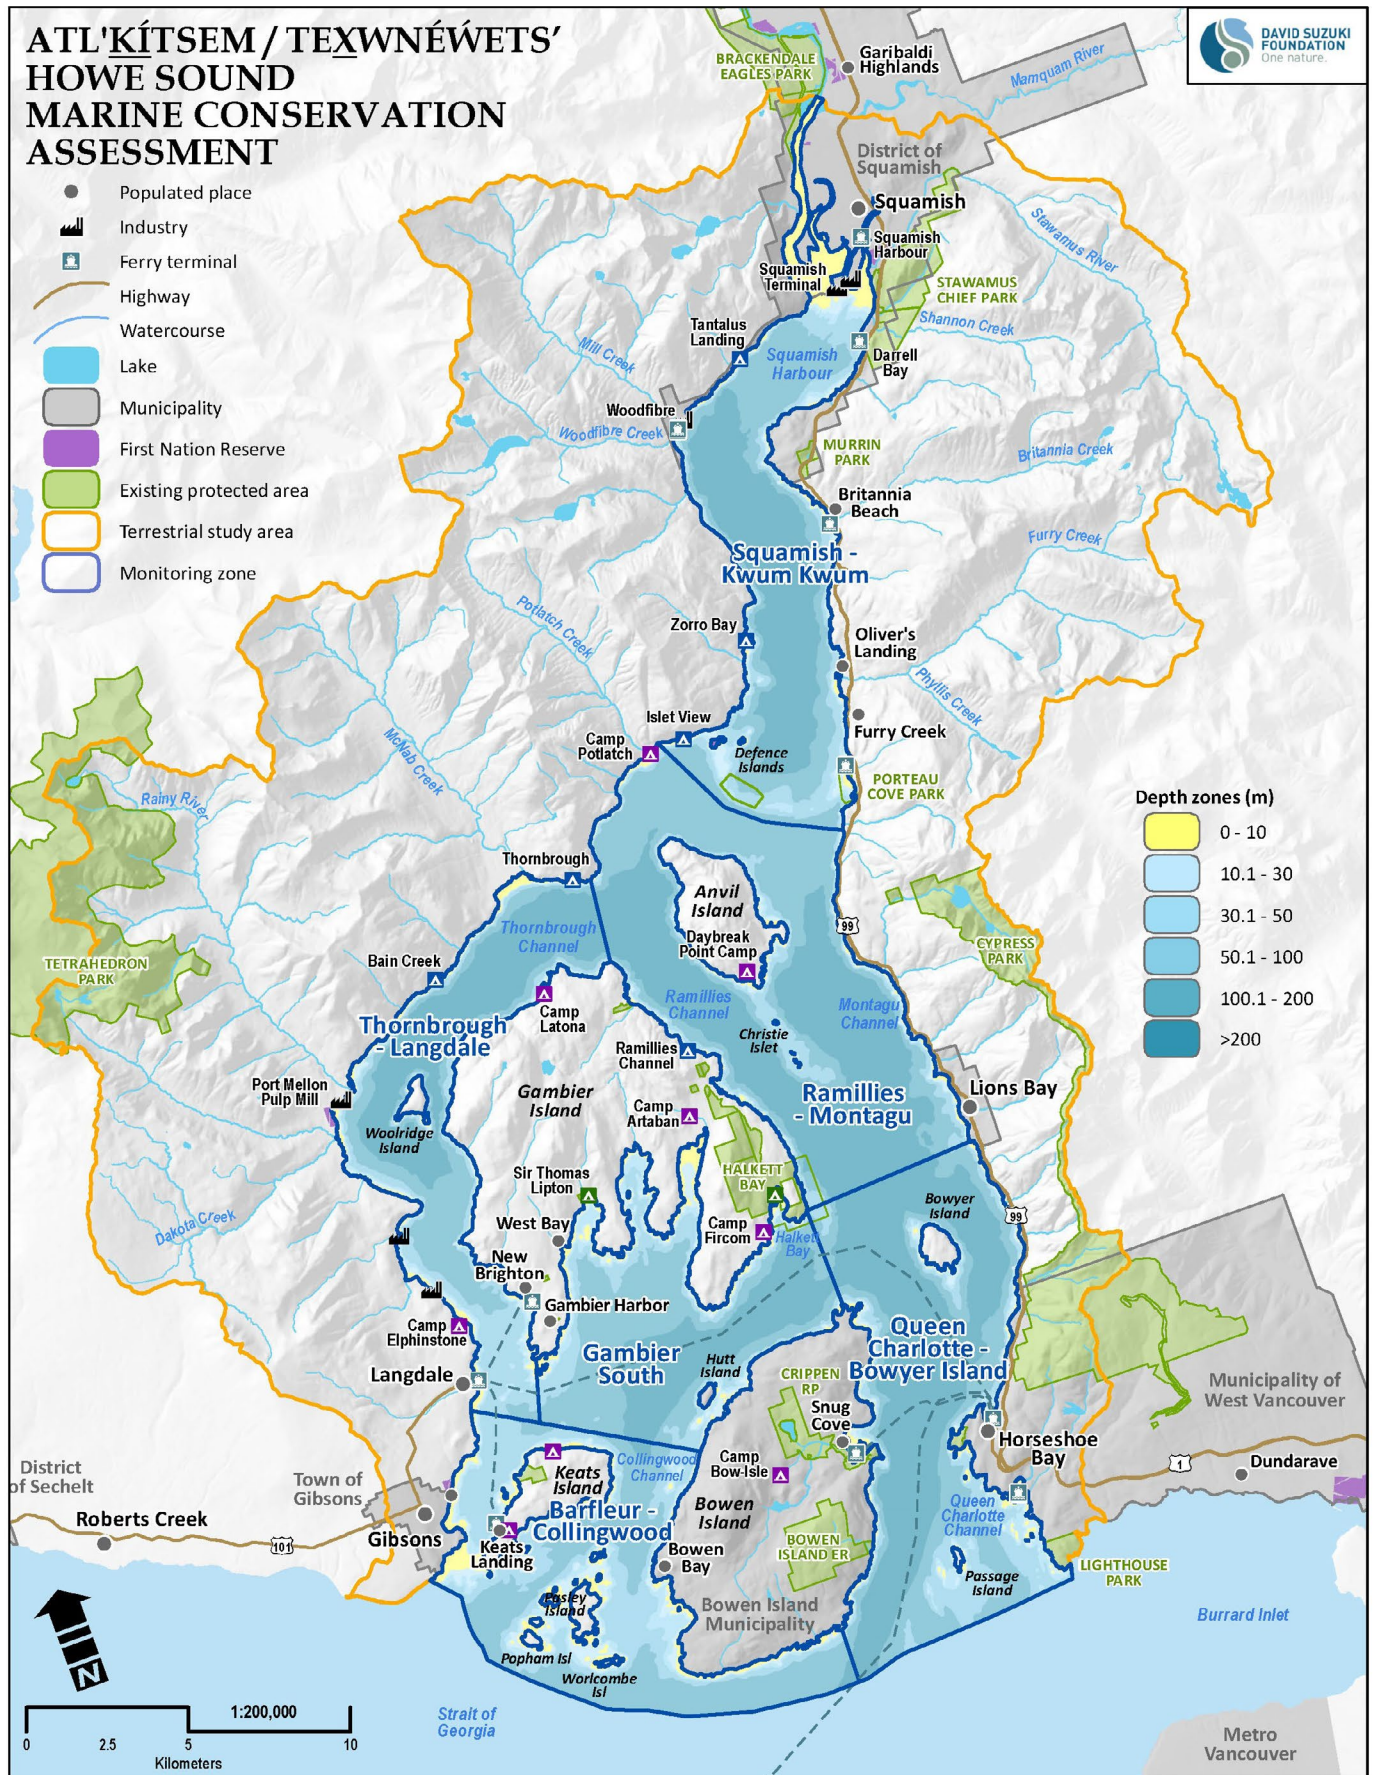 ATL'ḴÍTSEM / TEX̱WNÉW̓ETS’
HOWE SOUND
MARINE CONSERVATION
ASSESSMENT
Populated place
Industry
Ferry terminal
Highway
Watercourse
Lake
Municipality
First Nation Reserve
Existing protected area
Terrestrial study area
Monitoring zone
DAVID SUZUKI
FOUNDATION
One nature.
BRACKENDALE
EAGLES PARK
Garibaldi
Highlands
Mamquam River
District of
Squamish
Squamish
Squamish
Harbour
Squamish
Terminal
STAWAMUS
CHIEF PARK
Stawamus River
Shannon Creek
Tantalus
Landing
Squamish
Harbour
Darrell
Bay
Mill Creek
Woodfibre
Woodfibre Creek
MURRIN
PARK
Britannia Creek
Britannia
Beach
Furry Creek
Squamish -
Kwum Kwum
Potlatch Creek
Zorro Bay
Oliver's
Landing
Phyllis Creek
Islet View
Camp
Potlatch
Furry Creek
Defence
Islands
McNab Creek
Rainy River
PORTEAU
COVE PARK
Depth zones (m)
0 - 10
10.1 - 30
30.1 - 50
50.1 - 100
100.1 - 200
>200
Thornbrough
Anvil
Island
Daybreak
Point Camp
99
Thornbrough
Channel
CYPRESS
PARK
TETRAHEDRON
PARK
Bain Creek
Camp
Latona
Ramillies
Channel
Montagu
Channel
Thornbrough
- Langdale
Christie
Islet
Ramillies
Channel
Port Mellon
Pulp Mill
Gambier
Island
Lions Bay
Ramillies
- Montagu
Camp
Artaban
Woolridge
Island
Sir Thomas
Lipton
HALKETT
BAY
Bowyer
Island
99
Dakota Creek
West Bay
Camp
Fircom
Halkett
Bay
New
Brighton
Gambier Harbor
Camp
Elphinstone
Queen
Charlotte -
Bowyer Island
Gambier
South
Hutt
Island
Langdale
CRIPPEN
RP
Snug
Cove
Municipality of
West Vancouver
Horseshoe
Bay
1
Dundarave
District
of Sechelt
Town of
Gibsons
Collingwood
Channel
Camp
Bow-Isle
Keats
Island
Barfleur -
Collingwood
Bowen
Island
Queen
Charlotte
Channel
Roberts Creek
101
Gibsons
Keats
Landing
Bowen
Bay
BOWEN
ISLAND ER
Passage
Island
LIGHTHOUSE
PARK
Pasley
Island
Bowen Island
Municipality
Burrard Inlet
Popham Isl
Worlcombe
Isl
N
1:200,000
0
2.5
5
10
Kilometers
Strait of
Georgia
Metro
Vancouver